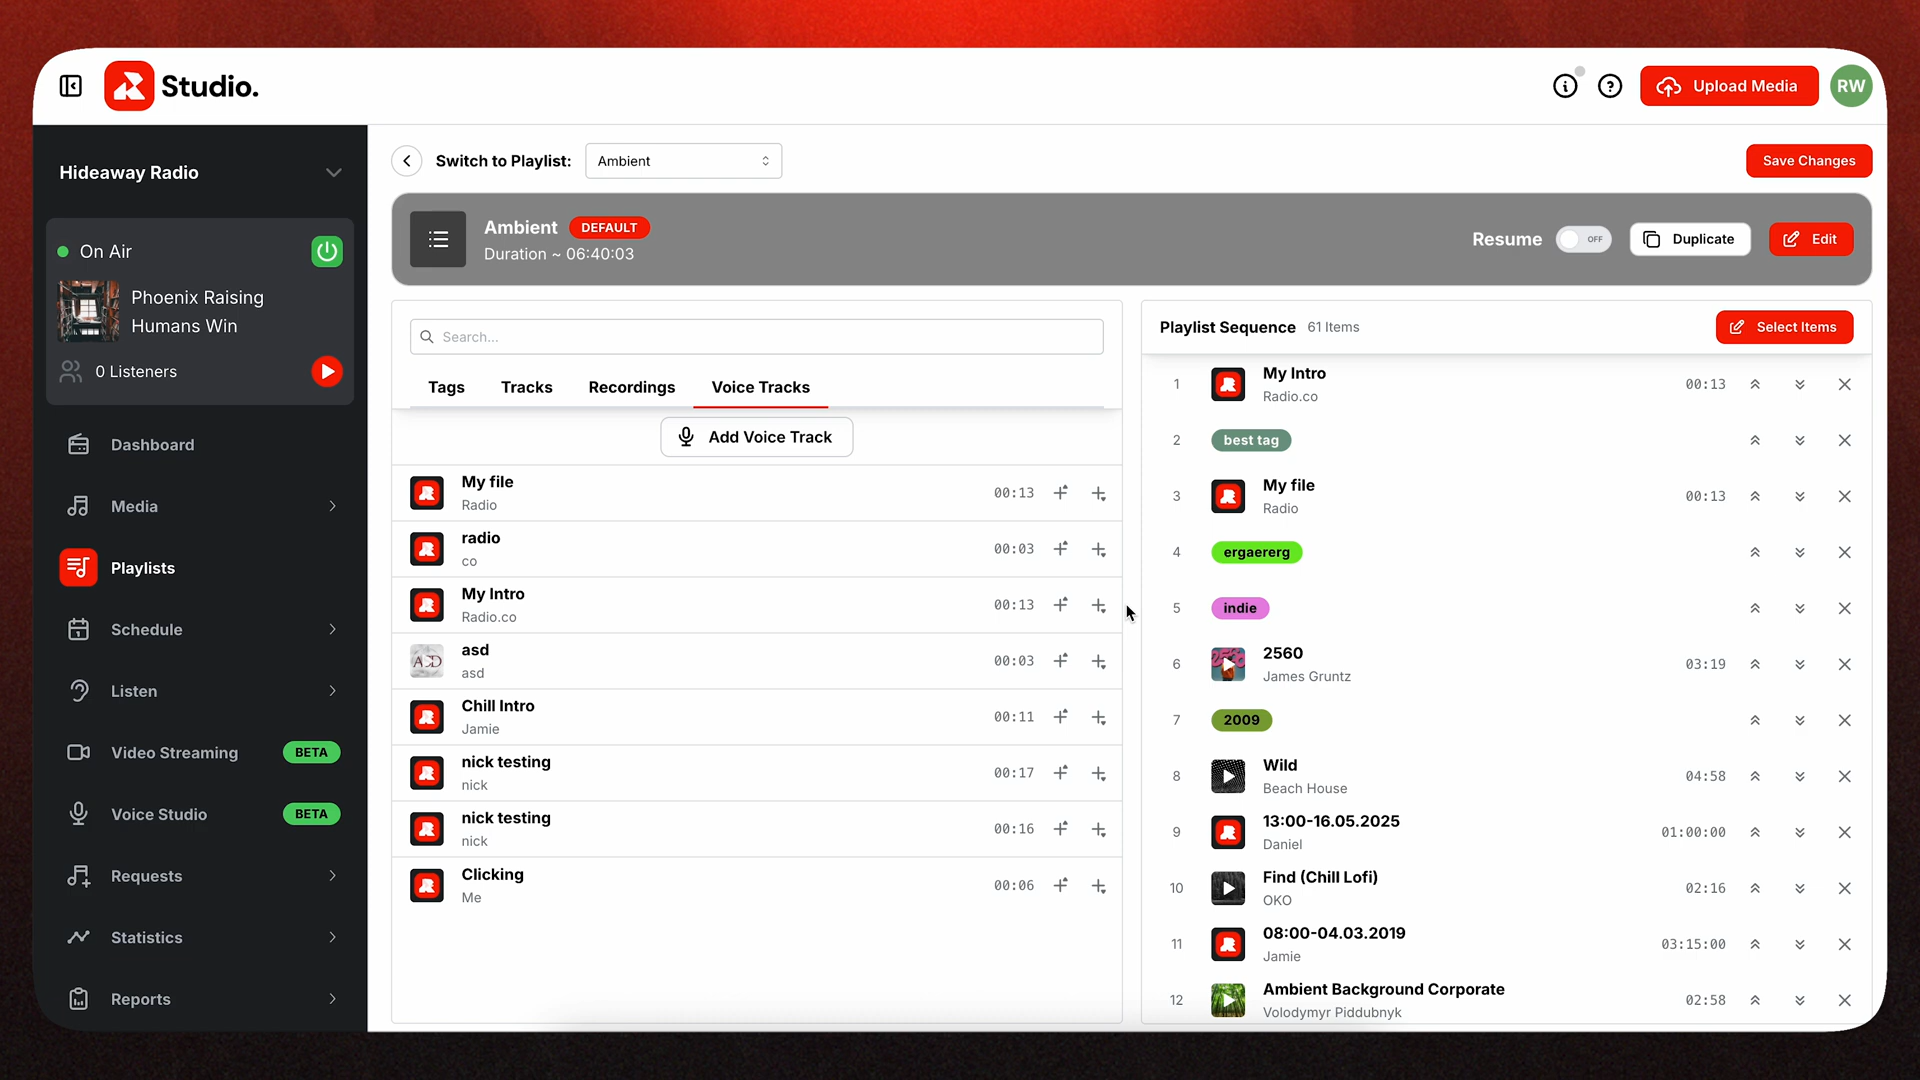 Studio.
Upload Media
RW
Hideaway Radio
On Air
Phoenix Raising
Humans Win
0 Listeners
Dashboard
Media
Playlists
Schedule
Listen
Video Streaming BETA
Voice Studio BETA
Requests
Statistics
Reports
Switch to Playlist: Ambient
Save Changes
Ambient DEFAULT
Duration ~ 06:40:03
Resume OFF Duplicate Edit
Search...
Tags Tracks Recordings Voice Tracks
Add Voice Track
My file
Radio
00:13
radio
co
00:03
My Intro
Radio.co
00:13
ASD
asd
asd
00:03
Chill Intro
Jamie
00:11
nick testing
nick
00:17
nick testing
nick
00:16
Clicking
Me
00:06
Playlist Sequence 61 Items
Select Items
1 My Intro
Radio.co
00:13
2 best tag
3 My file
Radio
00:13
4 ergaererg
5 indie
6 2560
James Gruntz
03:19
7 2009
8 Wild
Beach House
04:58
9 13:00-16.05.2025
Daniel
01:00:00
10 Find (Chill Lofi)
OKO
02:16
11 08:00-04.03.2019
Jamie
03:15:00
12 Ambient Background Corporate
Volodymyr Piddubnyk
02:58